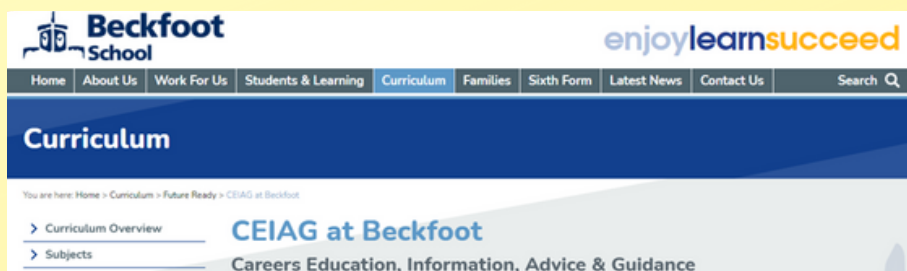 Beckfoot
School
enjoylearnsucceed
Home About Us Work For Us Students & Learning Curriculum Families Sixth Form Latest News Contact Us Search
Curriculum
You are here: Home > Curriculum > Future Ready > CEIAG at Beckfoot
> Curriculum Overview
> Subjects
CEIAG at Beckfoot
Careers Education, Information, Advice & Guidance